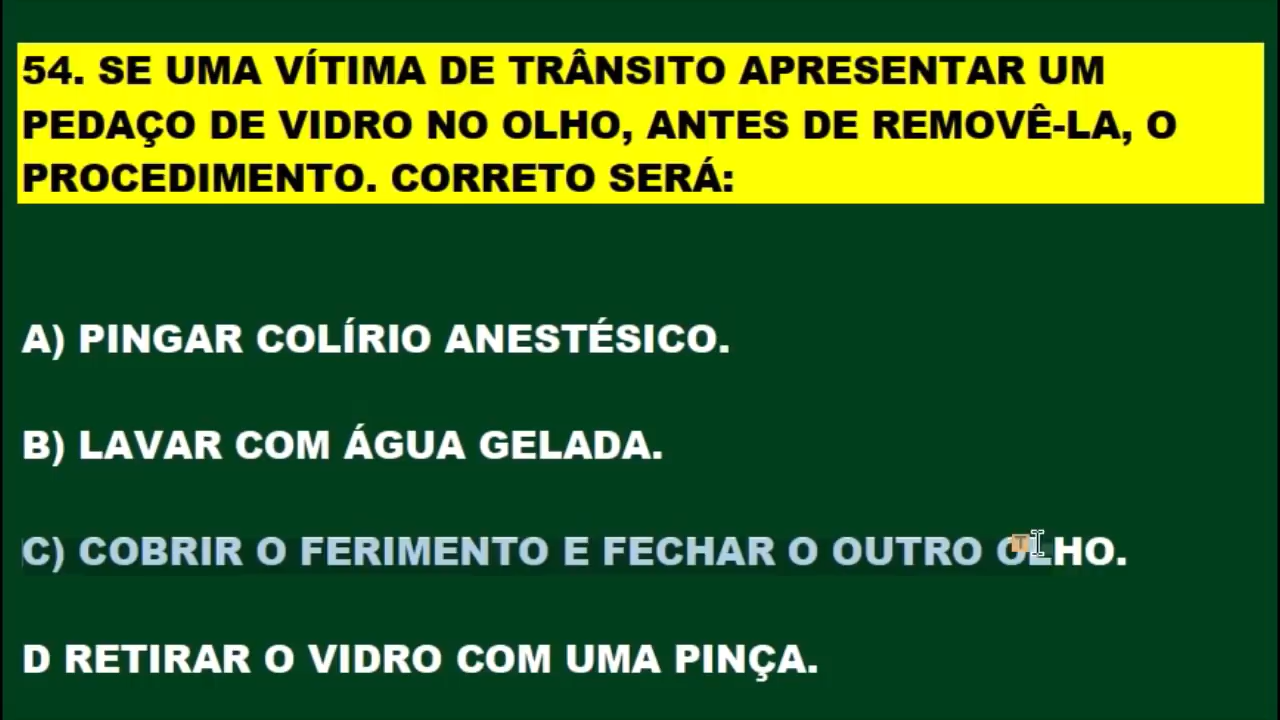 54. SE UMA VÍTIMA DE TRÂNSITO APRESENTAR UM
PEDAÇO DE VIDRO NO OLHO, ANTES DE REMOVÊ-LA, O
PROCEDIMENTO. CORRETO SERÁ:
A) PINGAR COLÍRIO ANESTÉSICO.
B) LAVAR COM ÁGUA GELADA.
C) COBRIR O FERIMENTO E FECHAR O OUTRO OLHO.
D RETIRAR O VIDRO COM UMA PINÇA.